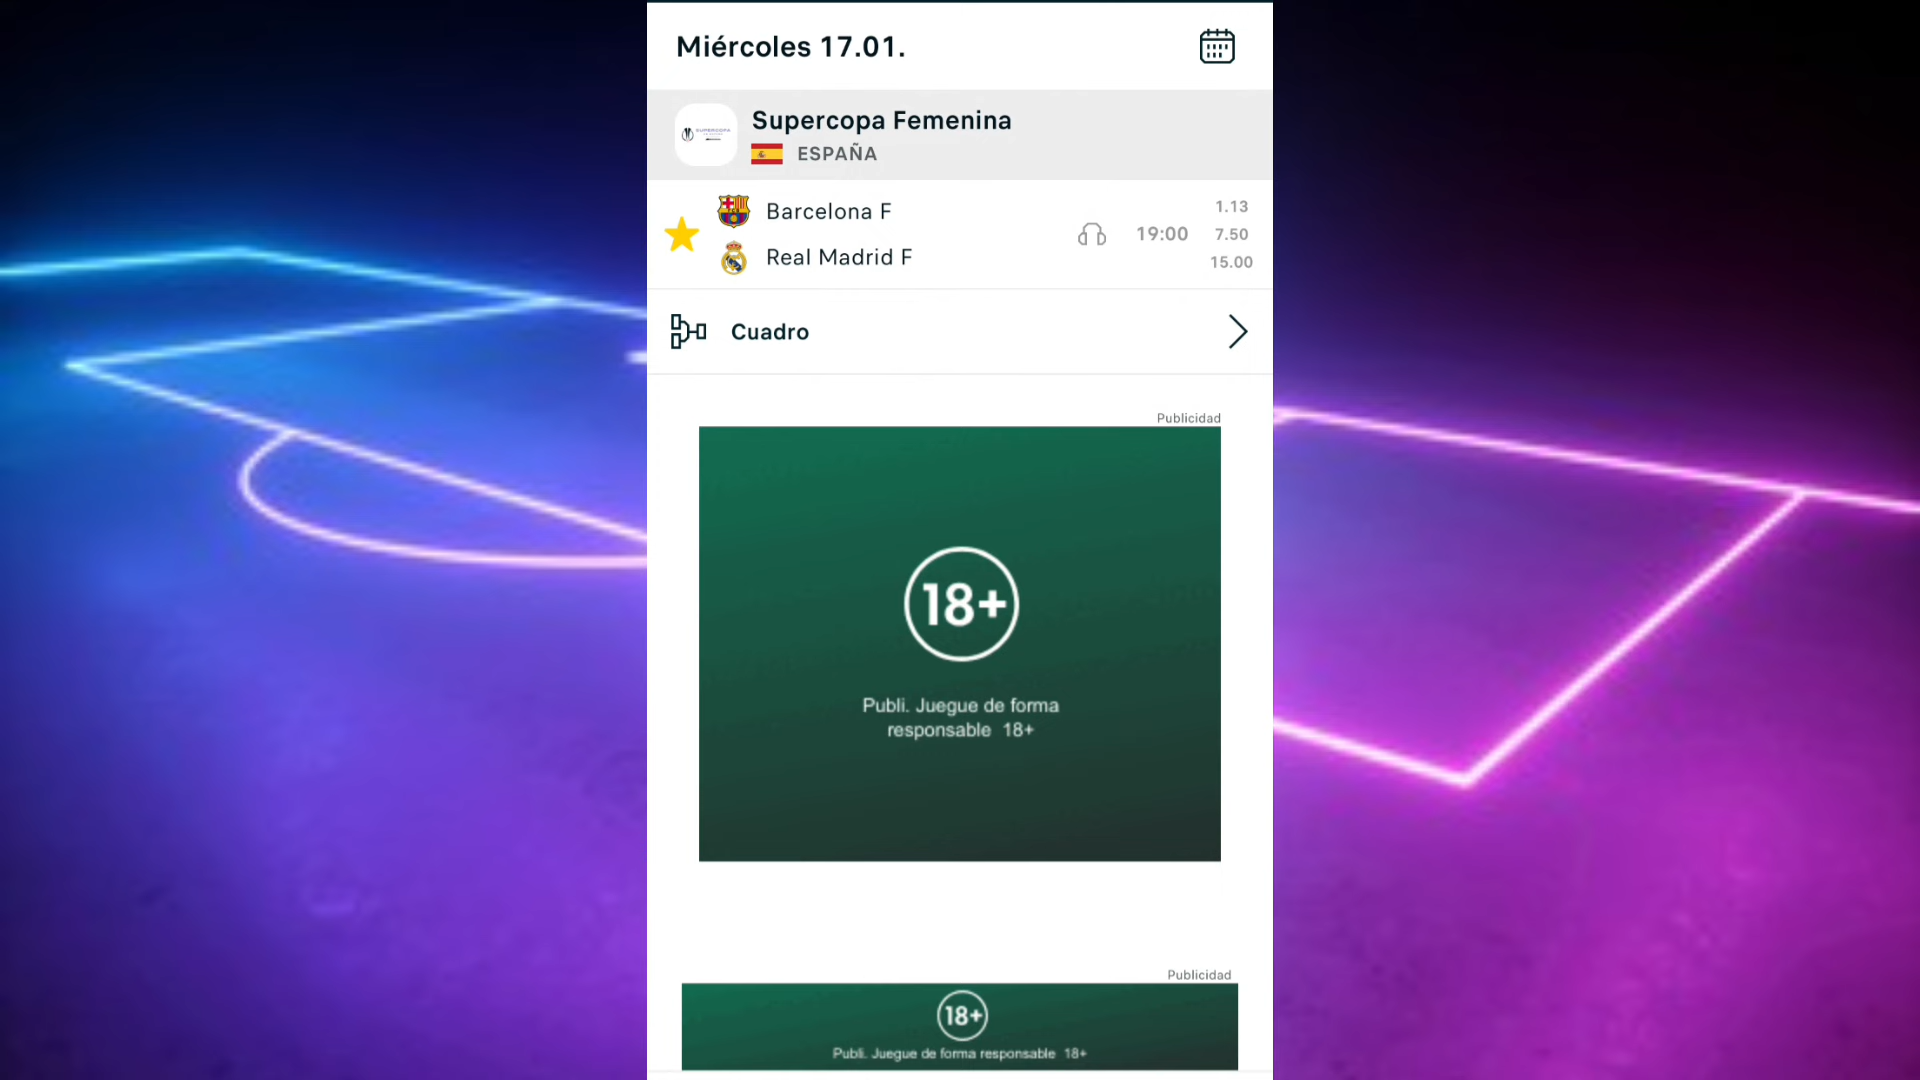 Miércoles 17.01.
Supercopa Femenina
ESPAÑA
Barcelona F
Real Madrid F
19:00
1.13
7.50
15.00
Cuadro
Publicidad
18+
Publi. Juegue de forma
responsable 18+
Publicidad
18+
Publi. Juegue de forma responsable 18+